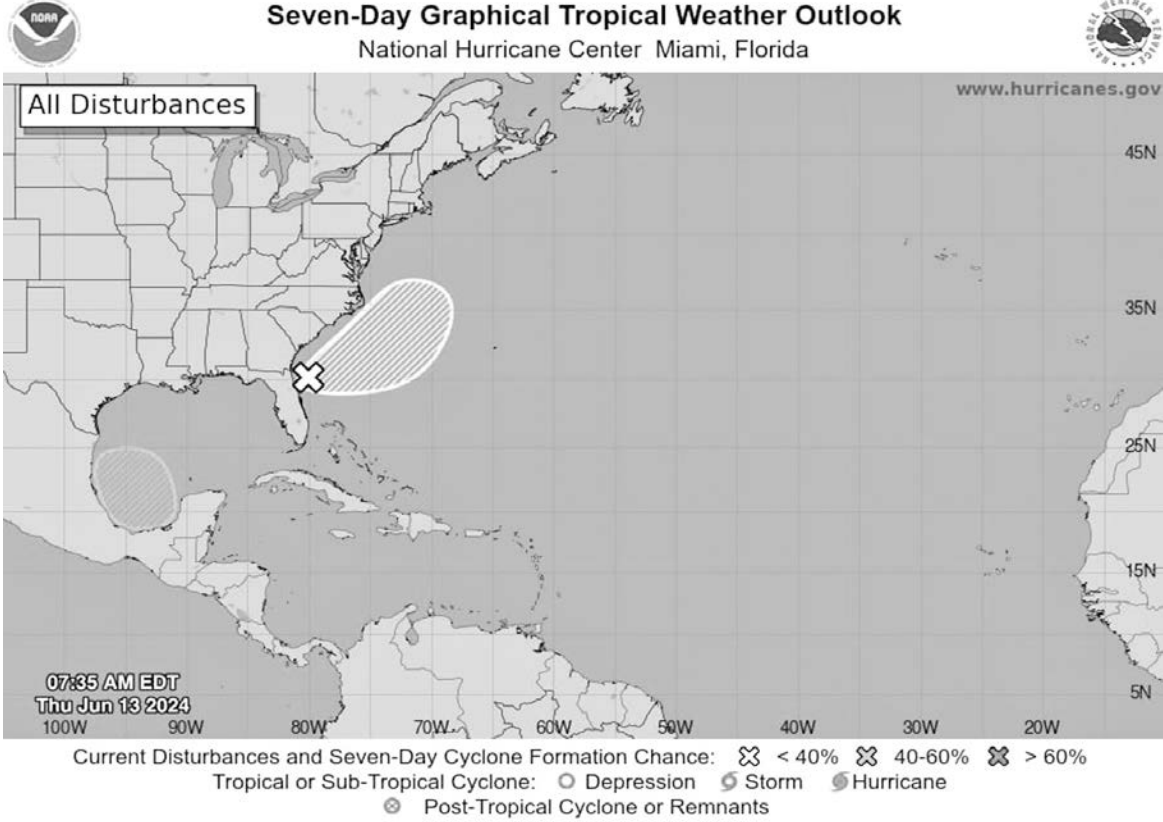 Seven-Day Graphical Tropical Weather Outlook
National Hurricane Center Miami, Florida
NOAA
All Disturbances
www.hurricanes.gov
45N
35N
25N
15N
5N
07:35 AM EDT
Thu Jun 13 2024
100W 90W 80W 70W 60W 50W 40W 30W 20W
Current Disturbances and Seven-Day Cyclone Formation Chance: < 40% 40-60% > 60%
Tropical or Sub-Tropical Cyclone: Depression Storm Hurricane
Post-Tropical Cyclone or Remnants